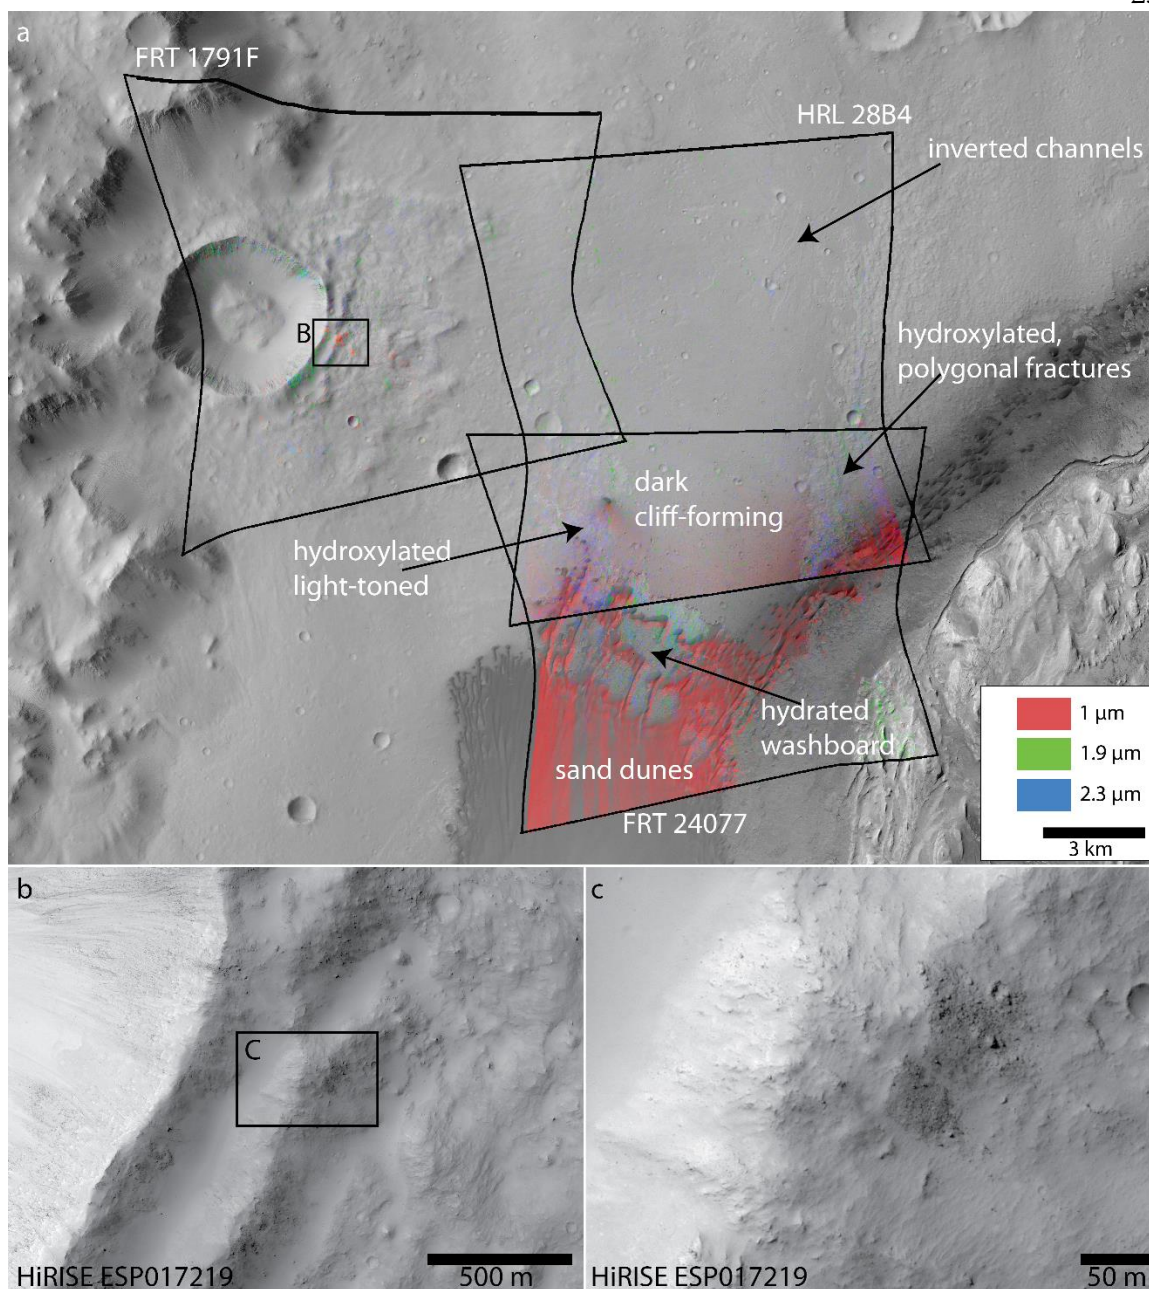 a
FRT 1791F
HRL 28B4
inverted channels
B
hydroxylated,
polygonal fractures
dark
cliff-forming
hydroxylated
light-toned
hydrated
washboard
sand dunes
FRT 24077
1 µm
1.9 µm
2.3 µm
3 km
b
C
HiRISE ESP017219
500 m
c
HiRISE ESP017219
50 m